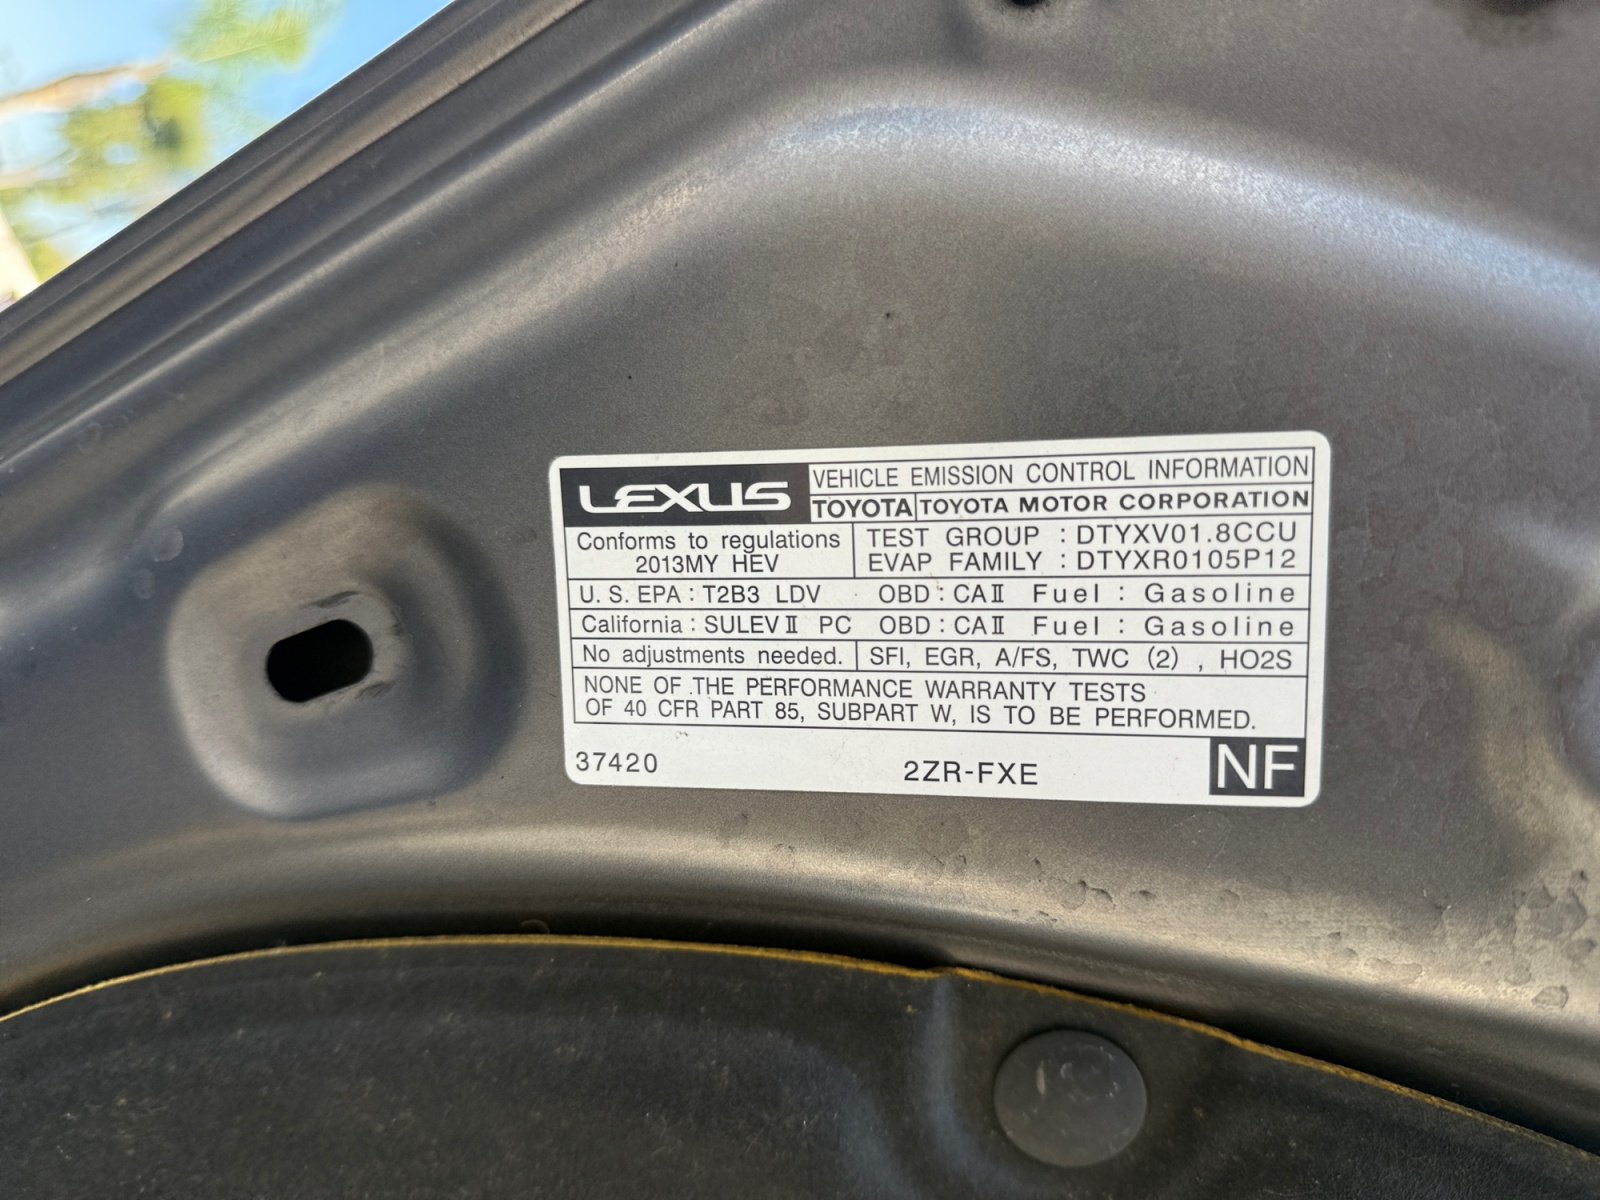 LEXUS
VEHICLE EMISSION CONTROL INFORMATION
TOYOTA TOYOTA MOTOR CORPORATION
Conforms to regulations
2013MY HEV
TEST GROUP : DTYXV01.8CCU
EVAP FAMILY : DTYXR0105P12
U. S. EPA : T2B3 LDV OBD : CAⅡ Fuel : Gasoline
California : SULEVⅡ PC OBD : CAⅡ Fuel : Gasoline
No adjustments needed. SFI, EGR, A/FS, TWC (2) , HO2S
NONE OF THE PERFORMANCE WARRANTY TESTS
OF 40 CFR PART 85, SUBPART W, IS TO BE PERFORMED.
37420 2ZR-FXE NF